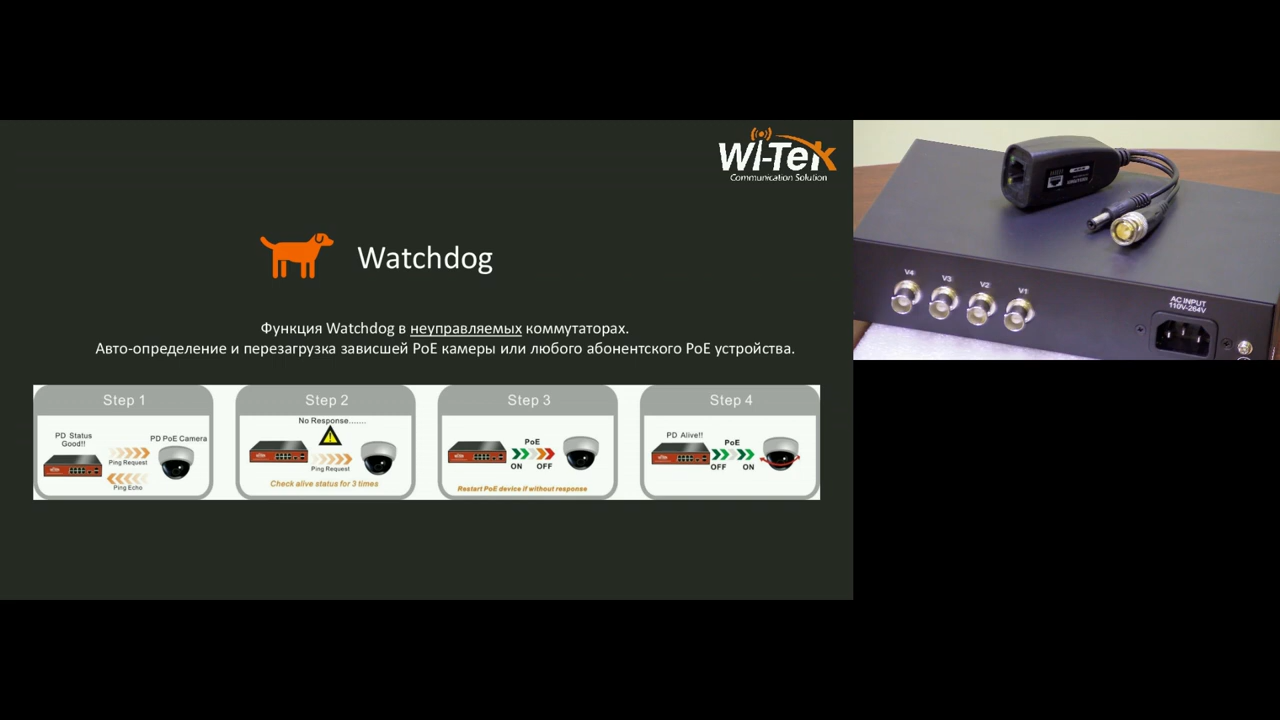 Wi-Tek
Communication Solution
Watchdog
Функция Watchdog в неуправляемых коммутаторах.
Авто-определение и перезагрузка зависшей PoE камеры или любого абонентского PoE устройства.
Step 1
PD Status
Good!!
PD PoE Camera
Ping Request
Ping Echo
Step 2
No Response.......
Ping Request
Check alive status for 3 times
Step 3
PoE
ON OFF
Restart PoE device if without response
Step 4
PD Alive!!
PoE
OFF ON
V4 V3 V2 V1
AC INPUT
110V-264V